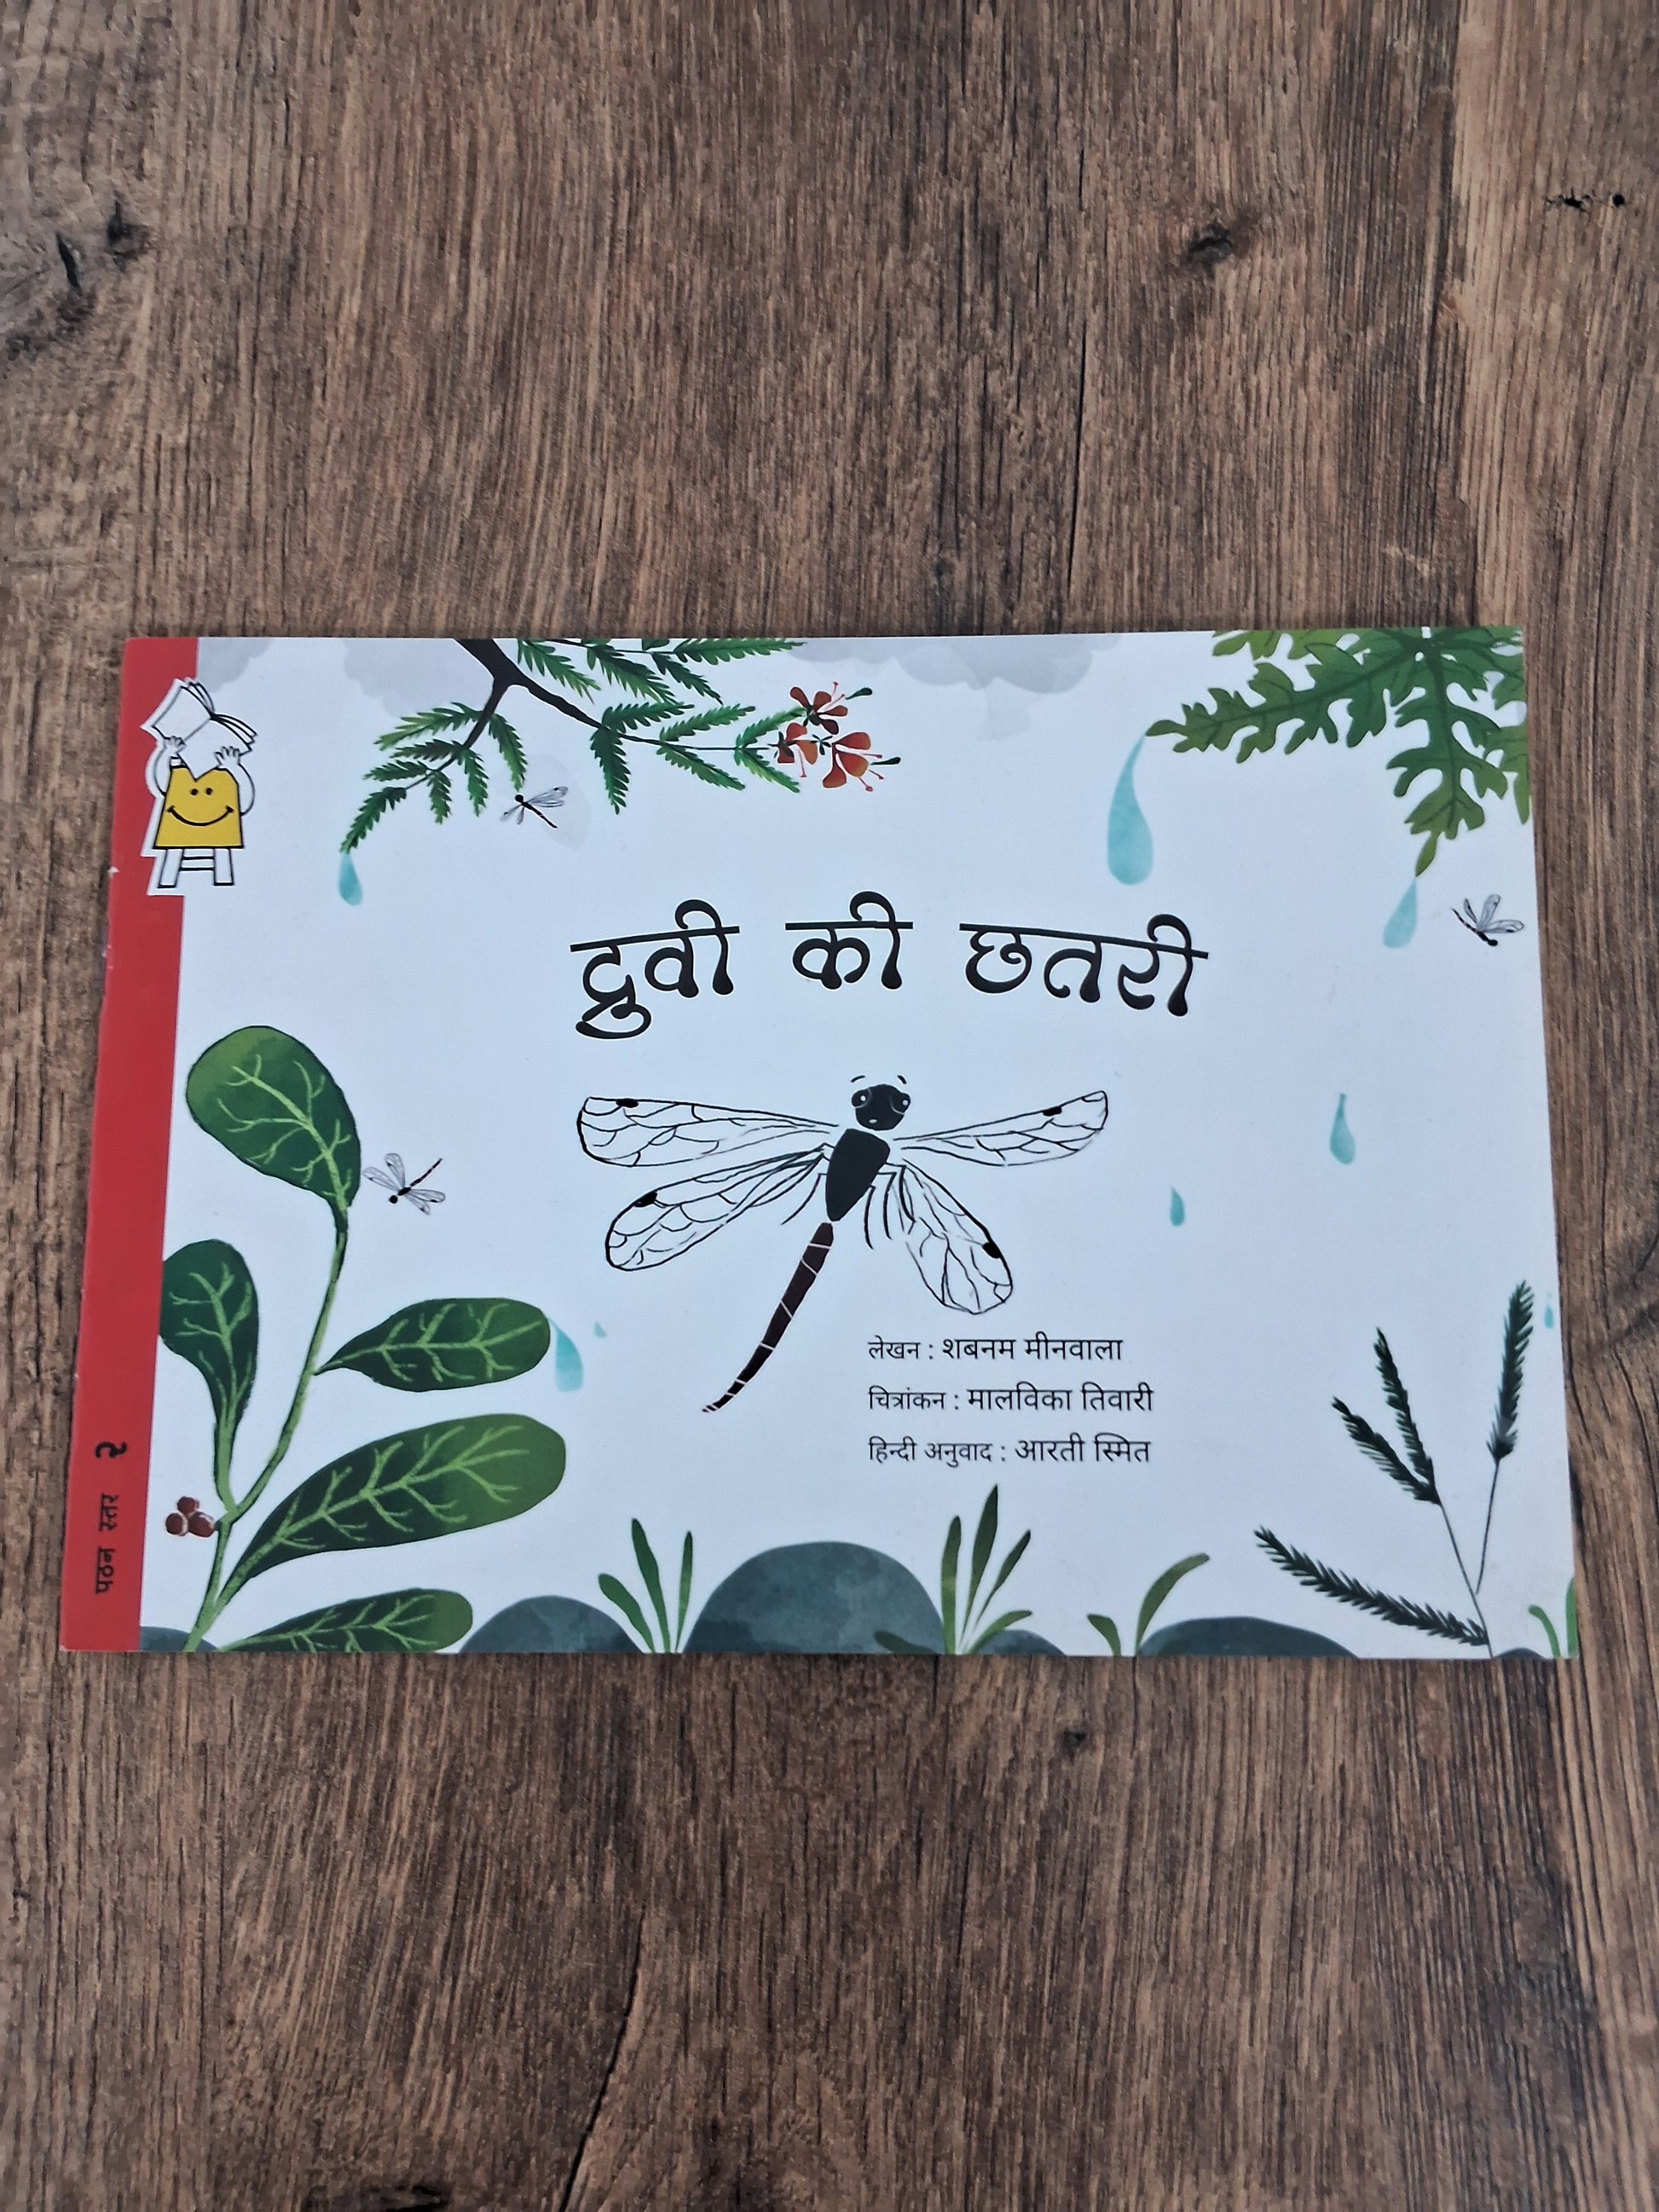 द्रुवी की छतरी
लेखन : शबनम मीनवाला
चित्रांकन : मालविका तिवारी
हिन्दी अनुवाद : आरती स्मित
पठन स्तर २